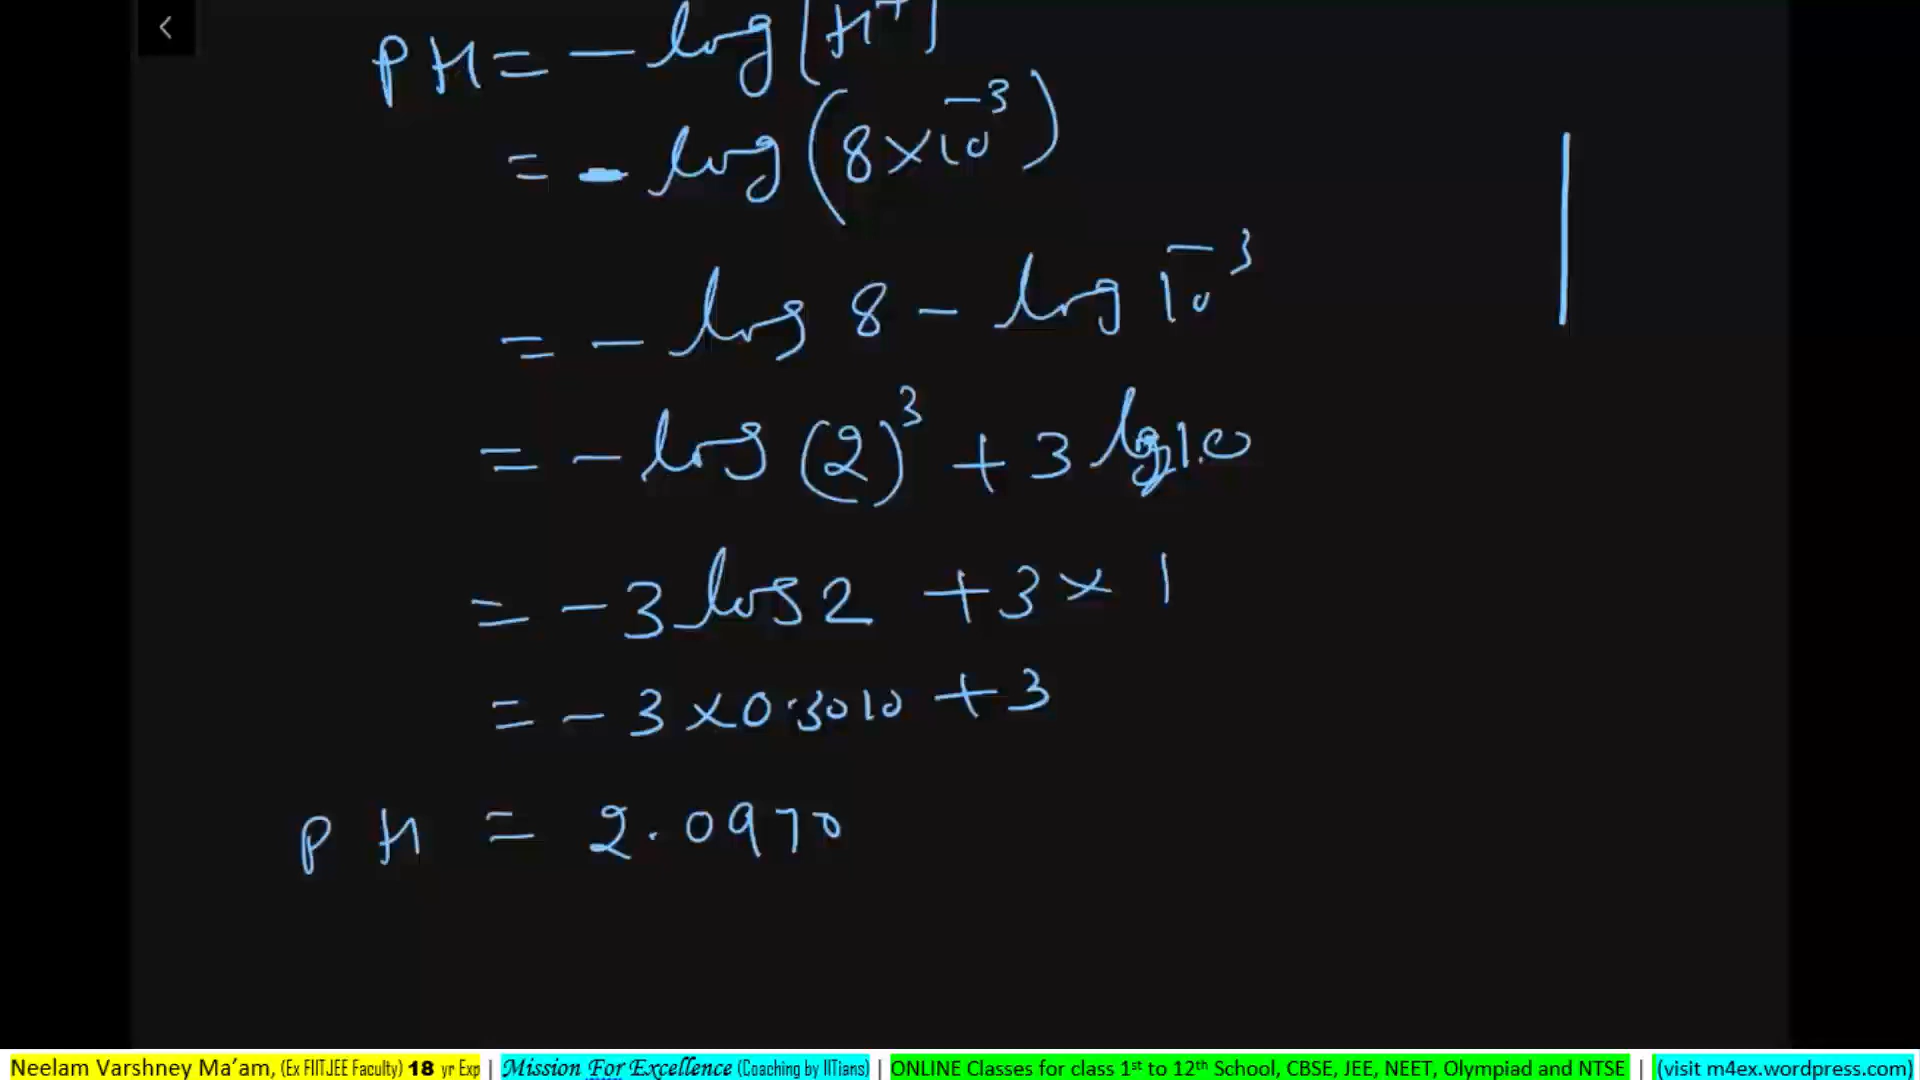 PH = - log [H⁺]
= - log (8×10⁻³)
= - log 8 - log 10⁻³
= - log (2)³ + 3 log 10
= - 3 log 2 + 3 × 1
= - 3 × 0.3010 + 3
PH = 2.0970
Neelam Varshney Ma'am, (Ex FIITJEE Faculty) 18 yr Exp | Mission For Excellence (Coaching by IITians) | ONLINE Classes for class 1st to 12th School, CBSE, JEE, NEET, Olympiad and NTSE | (visit m4ex.wordpress.com)